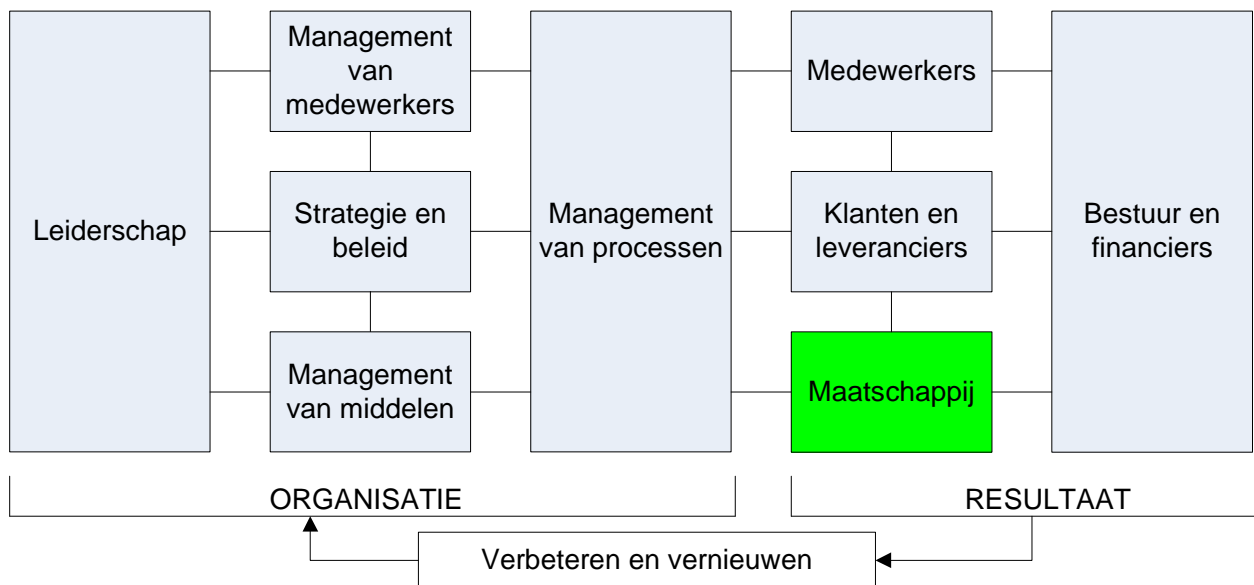 Leiderschap
Management
van
medewerkers
Strategie en
beleid
Management
van middelen
Management
van processen
Medewerkers
Klanten en
leveranciers
Maatschappij
Bestuur en
financiers
ORGANISATIE
RESULTAAT
Verbeteren en vernieuwen